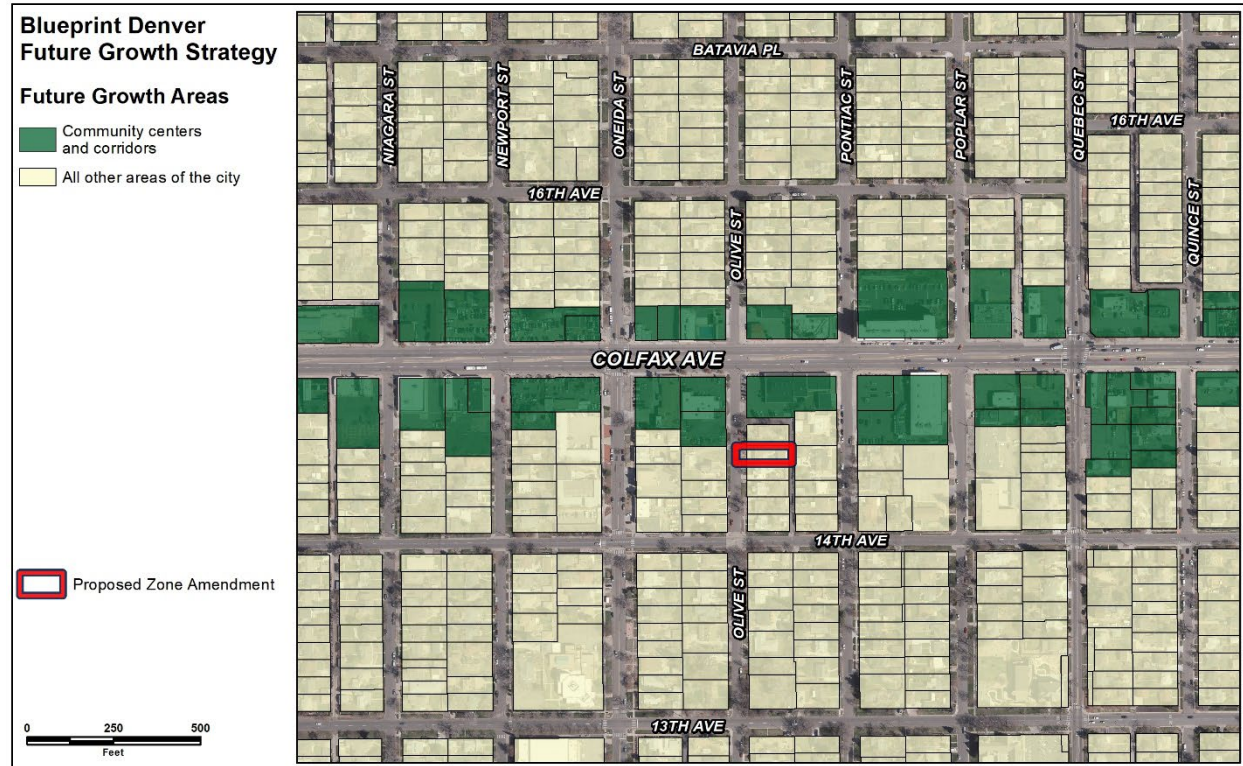 Blueprint Denver
Future Growth Strategy
Future Growth Areas
Community centers
and corridors
All other areas of the city
Proposed Zone Amendment
0 250 500
Feet
BATAVIA PL
NIAGARA ST
NEWPORT ST
ONEIDA ST
PONTIAC ST
POPLAR ST
QUEBEC ST
16TH AVE
16TH AVE
OLIVE ST
QUINCE ST
COLFAX AVE
14TH AVE
OLIVE ST
13TH AVE